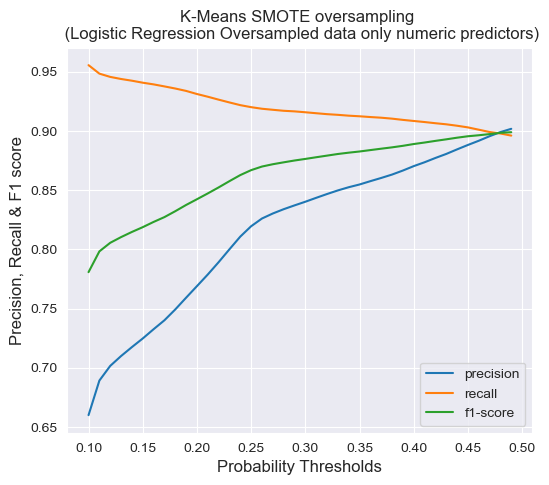 K-Means SMOTE oversampling
(Logistic Regression Oversampled data only numeric predictors)
Precision, Recall & F1 score
0.95
0.90
0.85
0.80
0.75
0.70
0.65
precision
recall
f1-score
0.10 0.15 0.20 0.25 0.30 0.35 0.40 0.45 0.50
Probability Thresholds